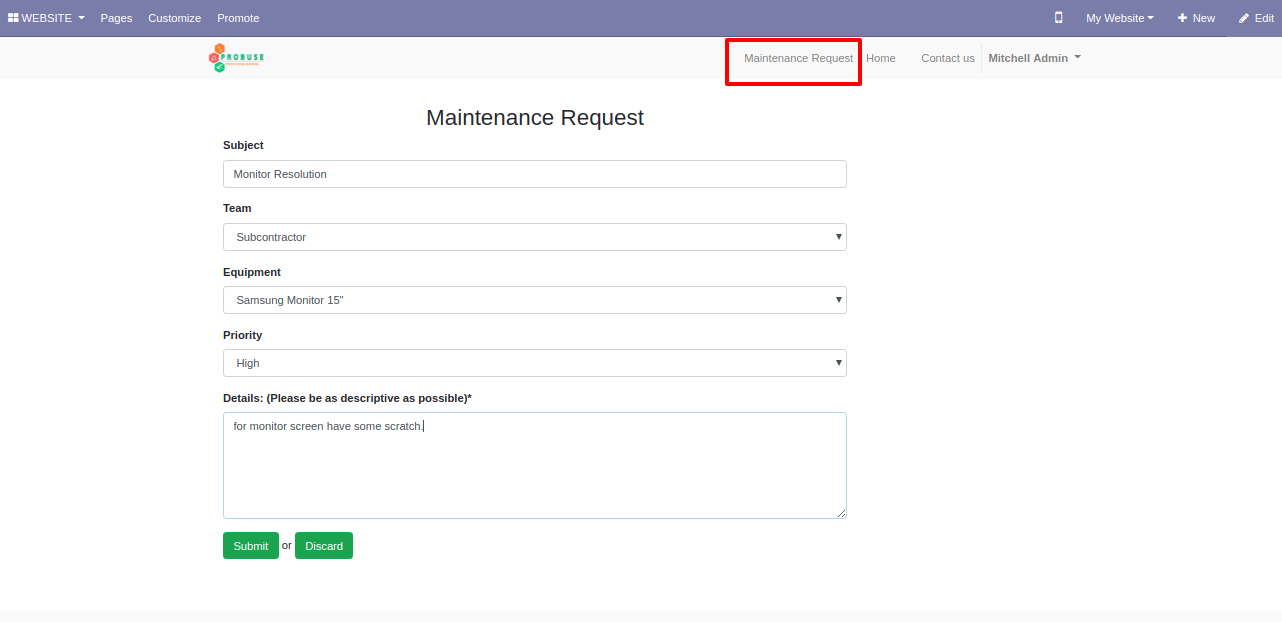 WEBSITE Pages Customize Promote My Website New Edit
PROBUSE Maintenance Request Home Contact us Mitchell Admin
Maintenance Request
Subject
Monitor Resolution
Team
Subcontractor
Equipment
Samsung Monitor 15"
Priority
High
Details: (Please be as descriptive as possible)*
for monitor screen have some scratch.
Submit or Discard